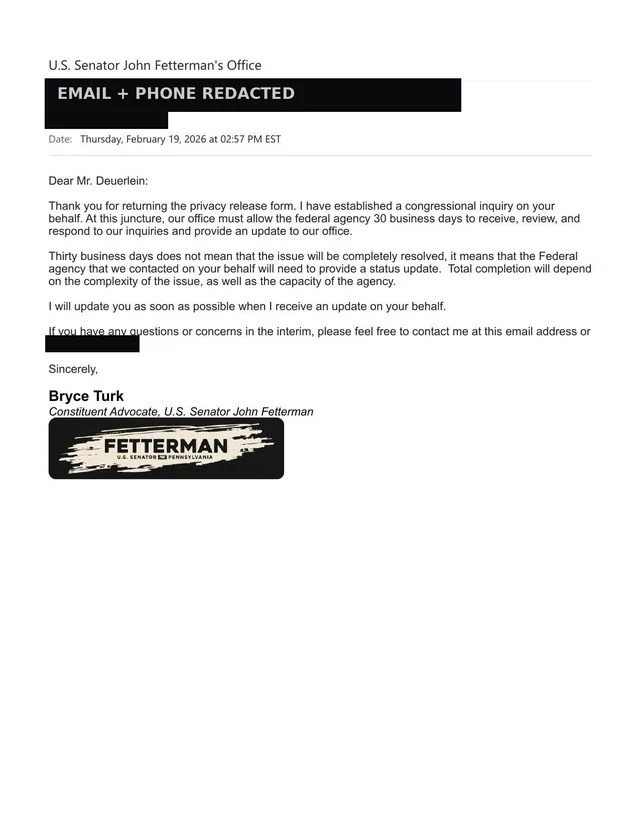 U.S. Senator John Fetterman's Office
EMAIL + PHONE REDACTED
Date: Thursday, February 19, 2026 at 02:57 PM EST
Dear Mr. Deuerlein:
Thank you for returning the privacy release form. I have established a congressional inquiry on your
behalf. At this juncture, our office must allow the federal agency 30 business days to receive, review, and
respond to our inquiries and provide an update to our office.
Thirty business days does not mean that the issue will be completely resolved, it means that the Federal
agency that we contacted on your behalf will need to provide a status update.  Total completion will depend
on the complexity of the issue, as well as the capacity of the agency.
I will update you as soon as possible when I receive an update on your behalf.
If you have any questions or concerns in the interim, please feel free to contact me at this email address or
Sincerely,
Bryce Turk
Constituent Advocate, U.S. Senator John Fetterman
FETTERMAN
U.S. SENATOR FOR PENNSYLVANIA